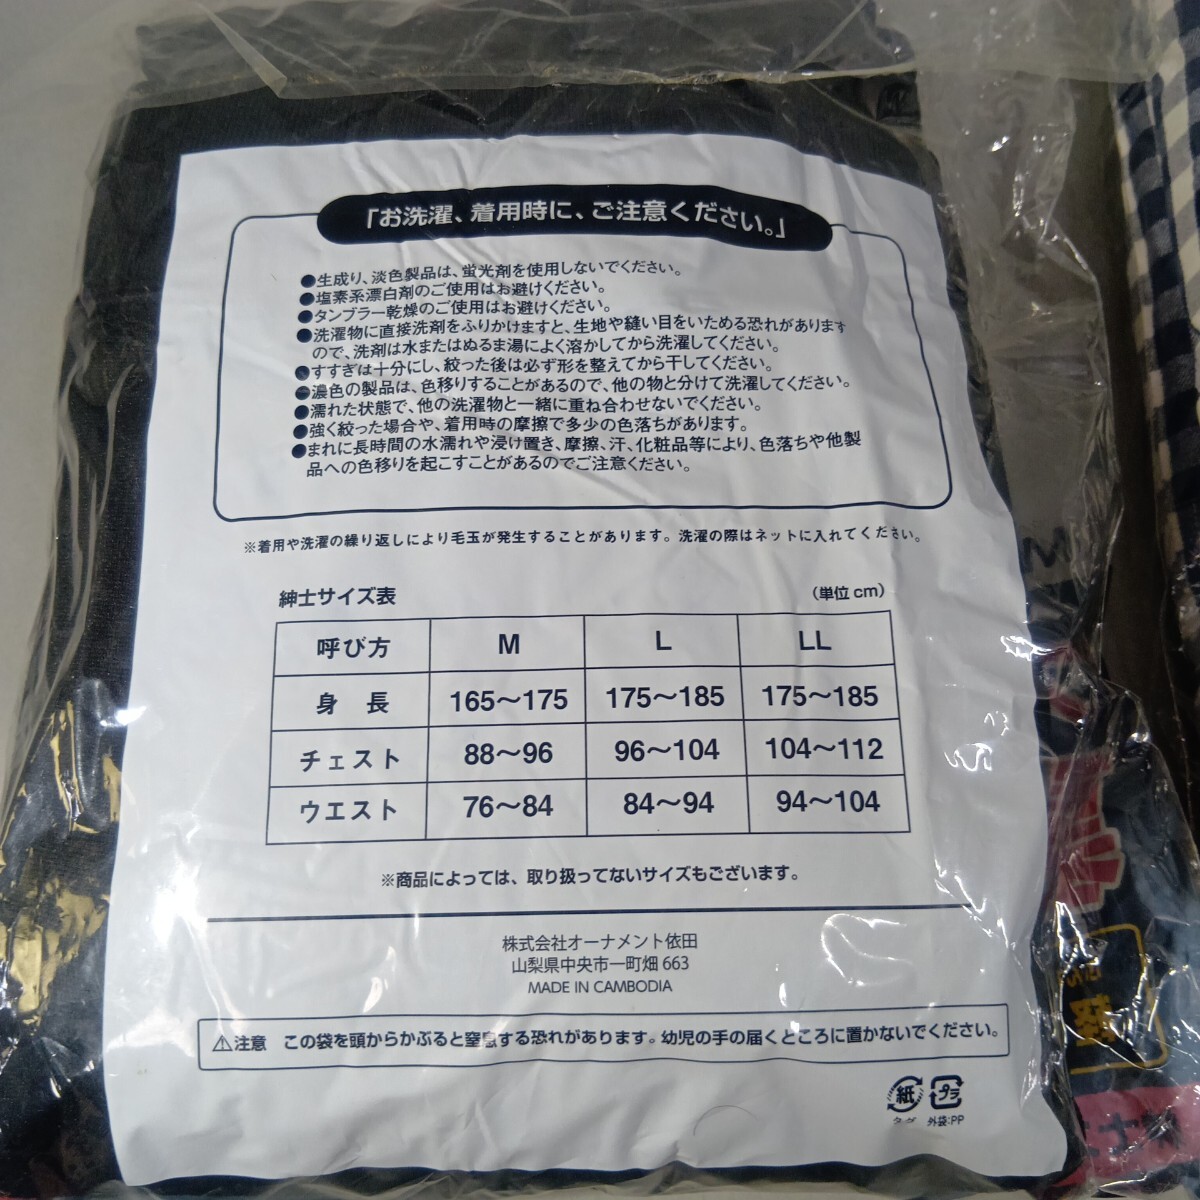 「お洗濯、着用時に、ご注意ください。」
●生成り、淡色製品は、蛍光剤を使用しないでください。
●塩素系漂白剤のご使用はお避けください。
●タンブラー乾燥のご使用はお避けください。
●洗濯物に直接洗剤をふりかけますと、生地や縫い目をいためる恐れがあります
ので、洗剤は水またはぬるま湯によく溶かしてから洗濯してください。
●すすぎは十分にし、絞った後は必ず形を整えてから干してください。
●濃色の製品は、色移りすることがあるので、他の物と分けて洗濯してください。
●濡れた状態で、他の洗濯物と一緒に重ね合わせないでください。
●強く絞った場合や、着用時の摩擦で多少の色落ちがあります。
●まれに長時間の水濡れや浸け置き、摩擦、汗、化粧品等により、色落ちや他製
品への色移りを起こすことがあるのでご注意ください。
※着用や洗濯の繰り返しにより毛玉が発生することがあります。洗濯の際はネットに入れてください。
紳士サイズ表 (単位 cm)
呼び方 M L LL
身 長 165〜175 175〜185 175〜185
チェスト 88〜96 96〜104 104〜112
ウエスト 76〜84 84〜94 94〜104
※商品によっては、取り扱ってないサイズもございます。
株式会社オーナメント依田
山梨県中央市一町畑 663
MADE IN CAMBODIA
⚠注意 この袋を頭からかぶると窒息する恐れがあります。幼児の手の届くところに置かないでください。
紙 プラ
タグ 外袋:PP
M